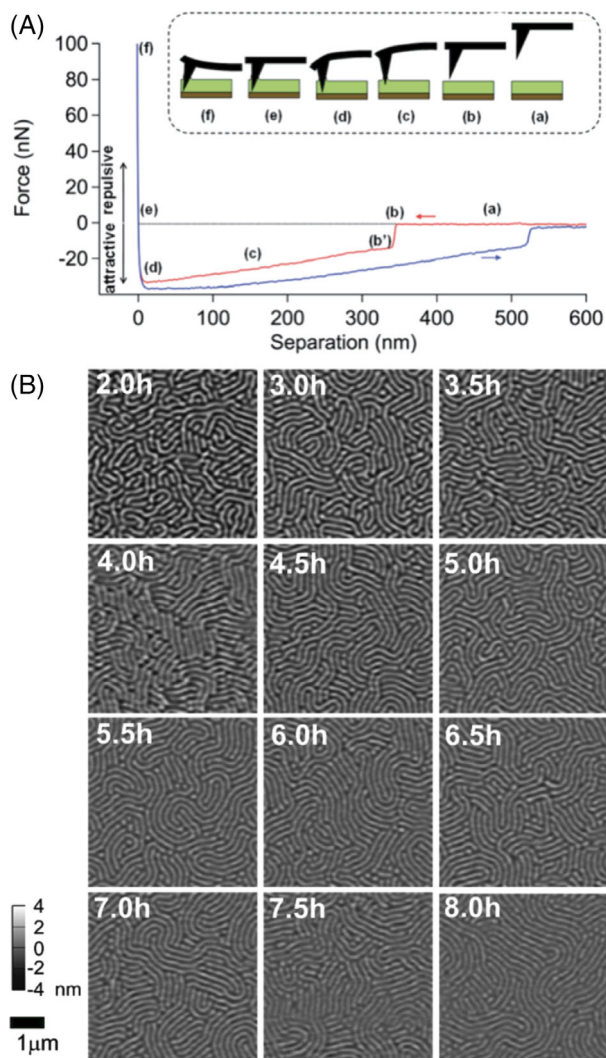 (A)
100
80
60
40
20
0
-20
Force (nN)
attractive repulsive
(f)
(e)
(d)
(c)
(b')
(b)
(a)
(f) (e) (d) (c) (b) (a)
0 100 200 300 400 500 600
Separation (nm)
(B)
2.0h 3.0h 3.5h
4.0h 4.5h 5.0h
5.5h 6.0h 6.5h
7.0h 7.5h 8.0h
4
2
0
-2
-4
nm
1μm